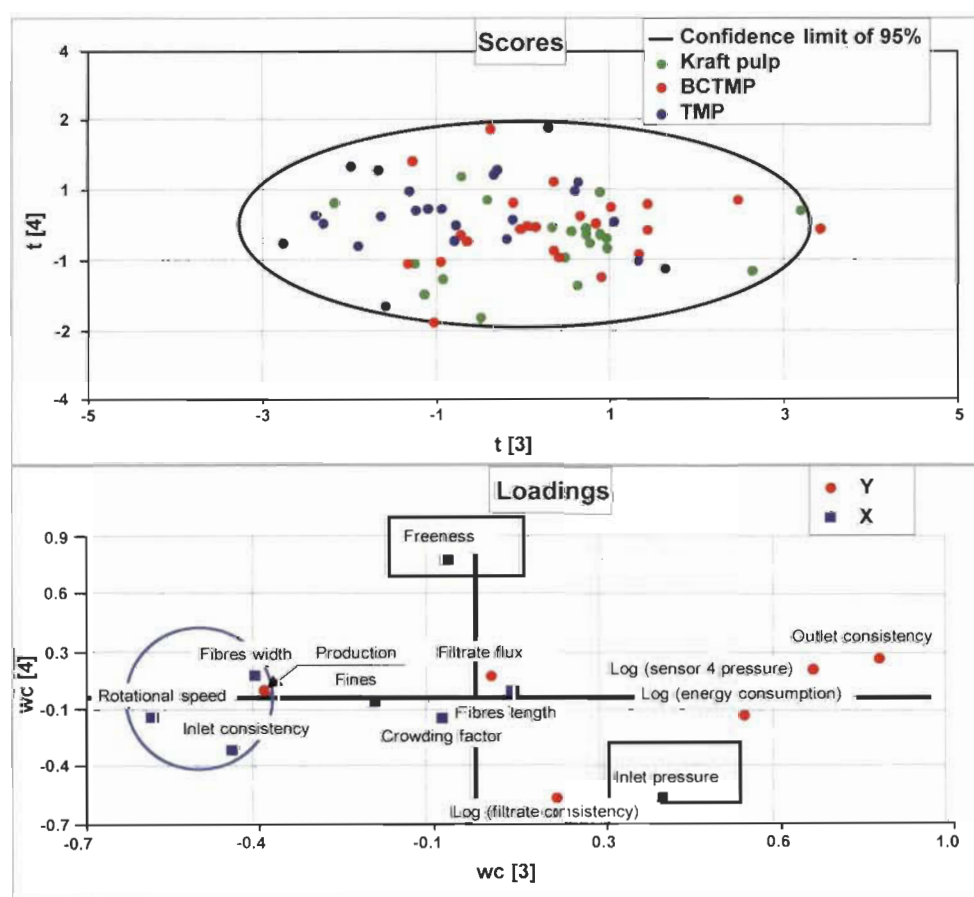 Scores
Confidence limit of 95%
Kraft pulp
BCTMP
TMP
4
2
1
-1
-2
-4
t [4]
-5
-3
-1
1
3
5
t [3]
Loadings
Y
X
0.9
0.3
-0.1
-0.4
-0.7
wc [4]
Freeness
Outlet consistency
Fibres width
Production
Filtrate flux
Log (sensor 4 pressure)
Fines
Rotational speed
Log (energy consumption)
Fibres length
Inlet consistency
Crowding factor
Inlet pressure
Log (filtrate consistency)
-0.7
-0.4
-0.1
0.3
0.6
1.0
wc [3]